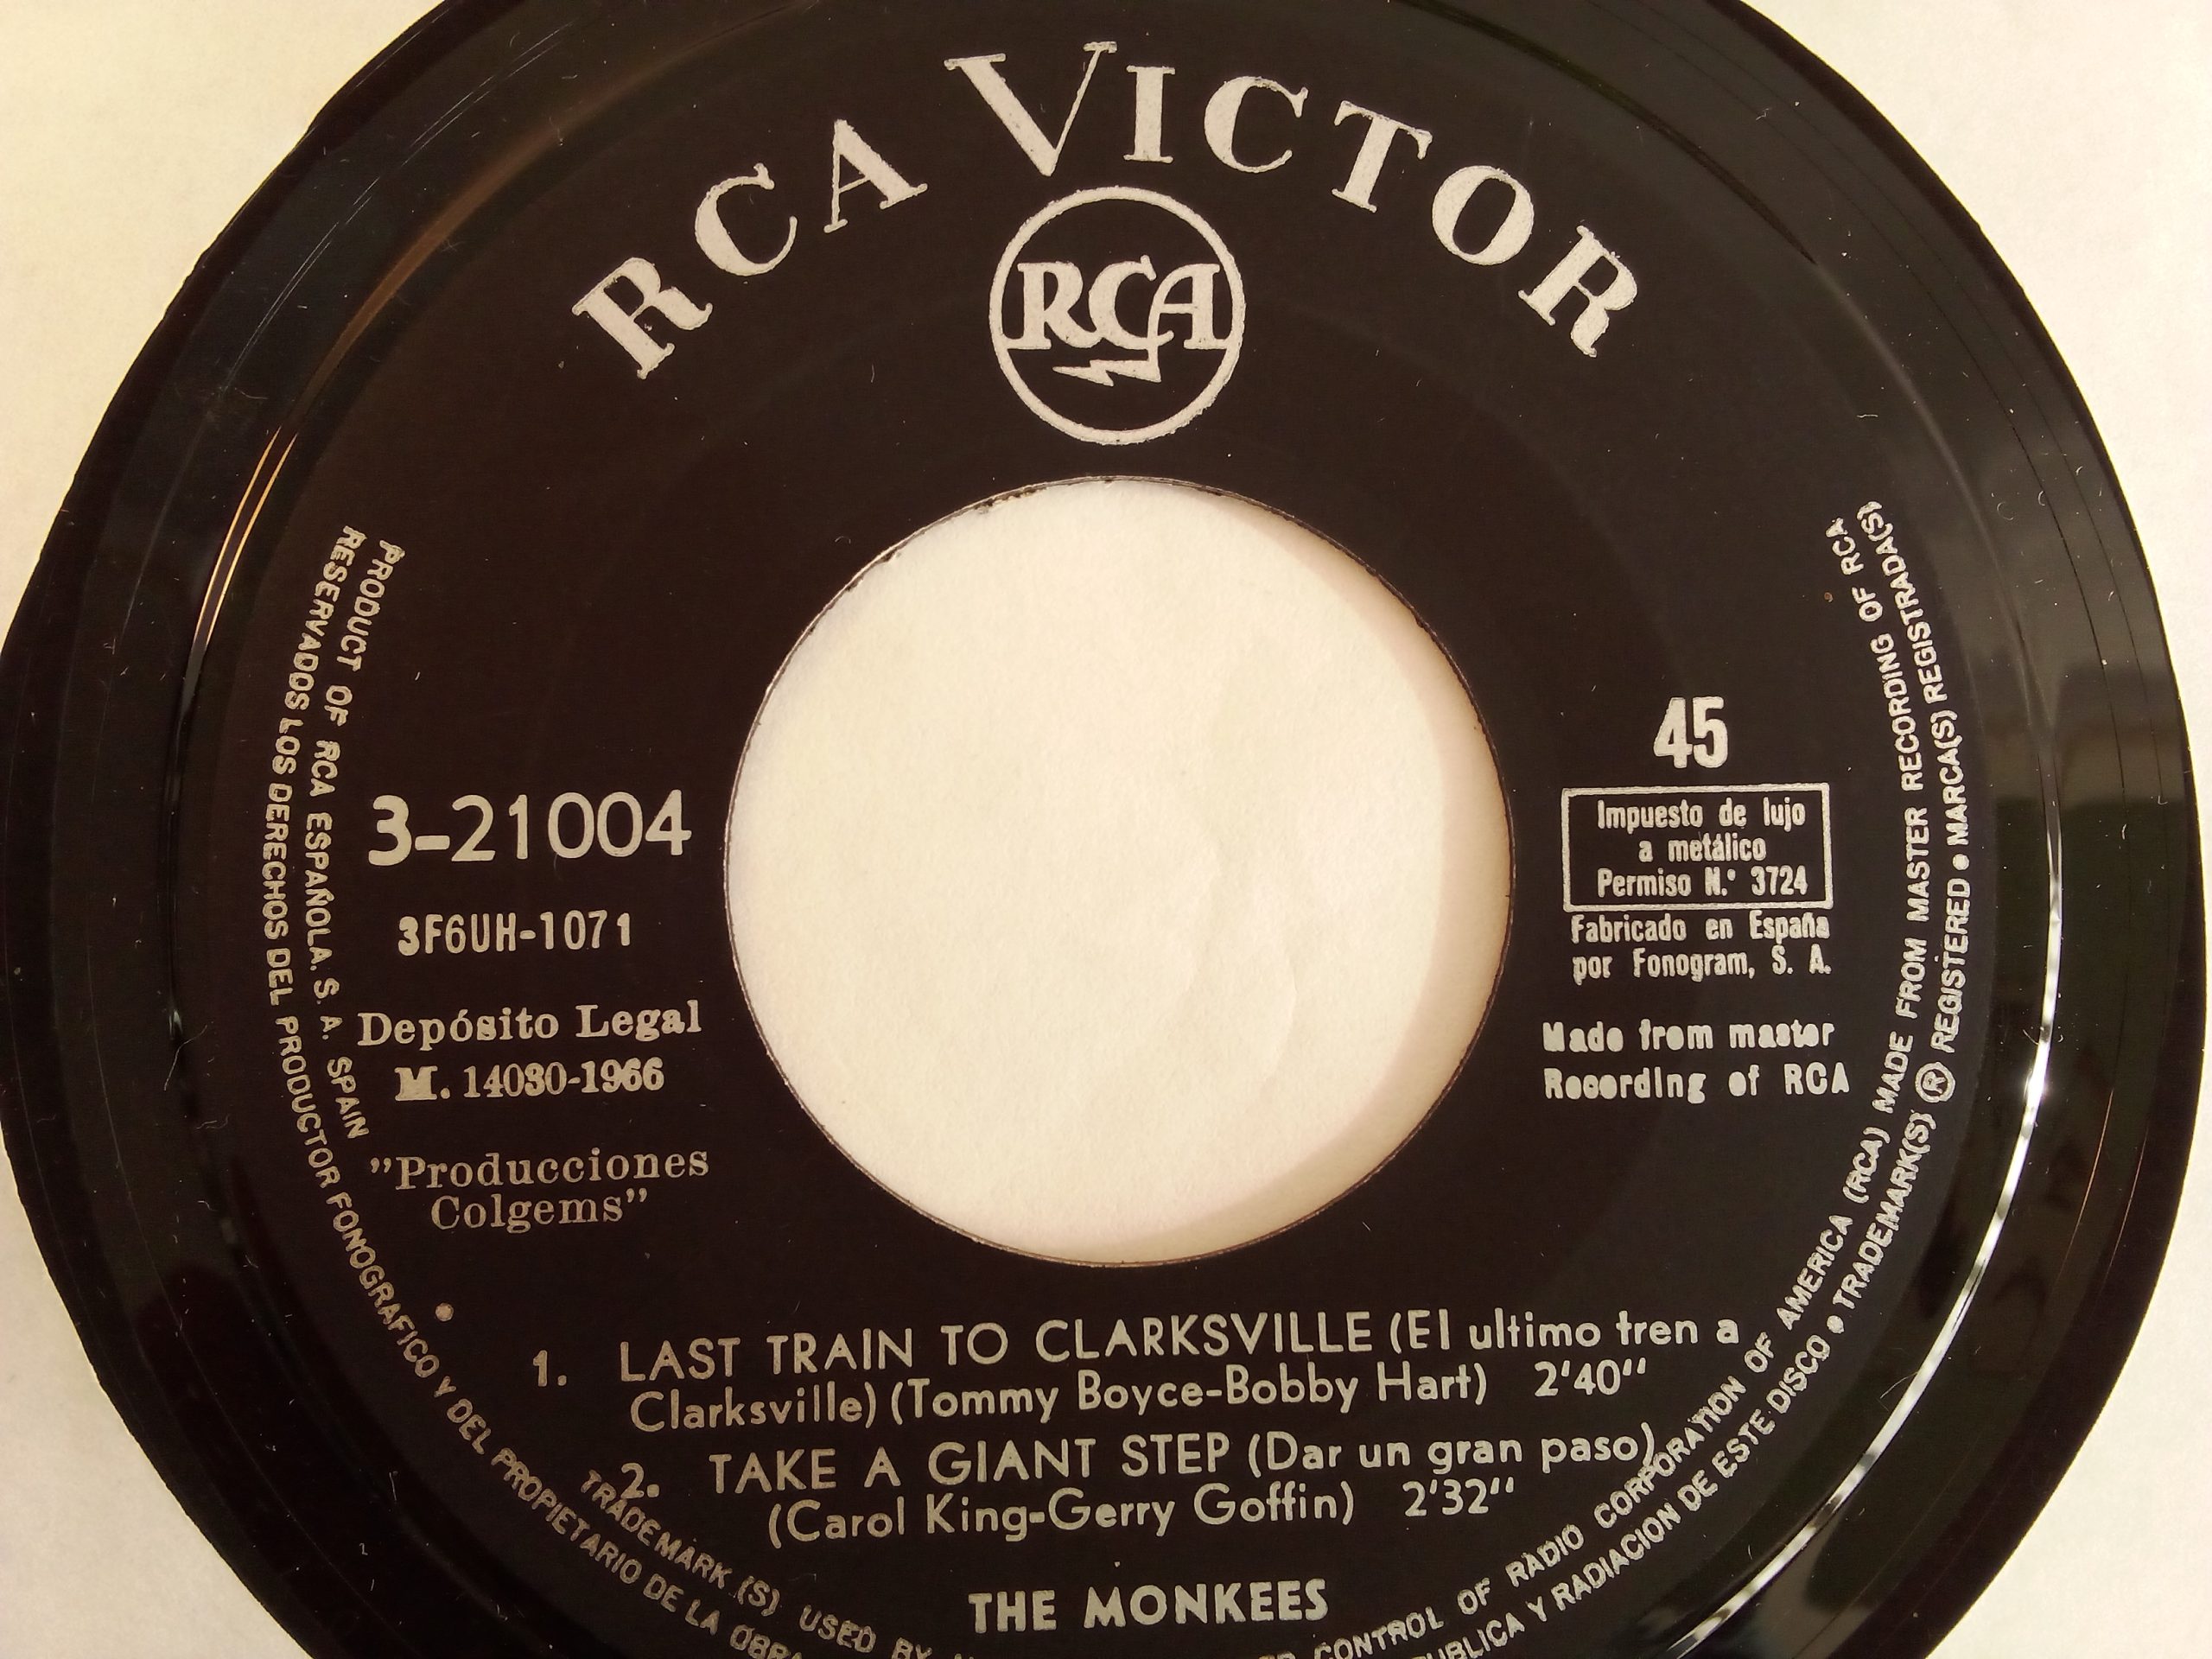 RCA VICTOR
RCA
45
Impuesto de lujo
a metálico
Permiso N.º 3724
Fabricado en España
por Fonogram, S. A.
Made from master
Recording of RCA
3-21004
3F6UH-1071
Depósito Legal
M. 14080-1966
"Producciones
Colgems"
1. LAST TRAIN TO CLARKSVILLE (El ultimo tren a
Clarksville) (Tommy Boyce-Bobby Hart) 2'40"
2. TAKE A GIANT STEP (Dar un gran paso)
(Carol King-Gerry Goffin) 2'32"
THE MONKEES
PRODUCT OF RCA ESPAÑOLA. S. A. SPAIN
TRADEMARK (S) USED BY
CONTROL OF RADIO CORPORATION OF AMERICA (RCA) MADE FROM MASTER RECORDING OF RCA
RESERVADOS LOS DERECHOS DEL PRODUCTOR FONOGRAFICO Y DEL PROPIETARIO DE LA
Y RADIACION DE ESTE DISCO • TRADEMARK(S) ® REGISTERED • MARCA(S) REGISTRADA(S)